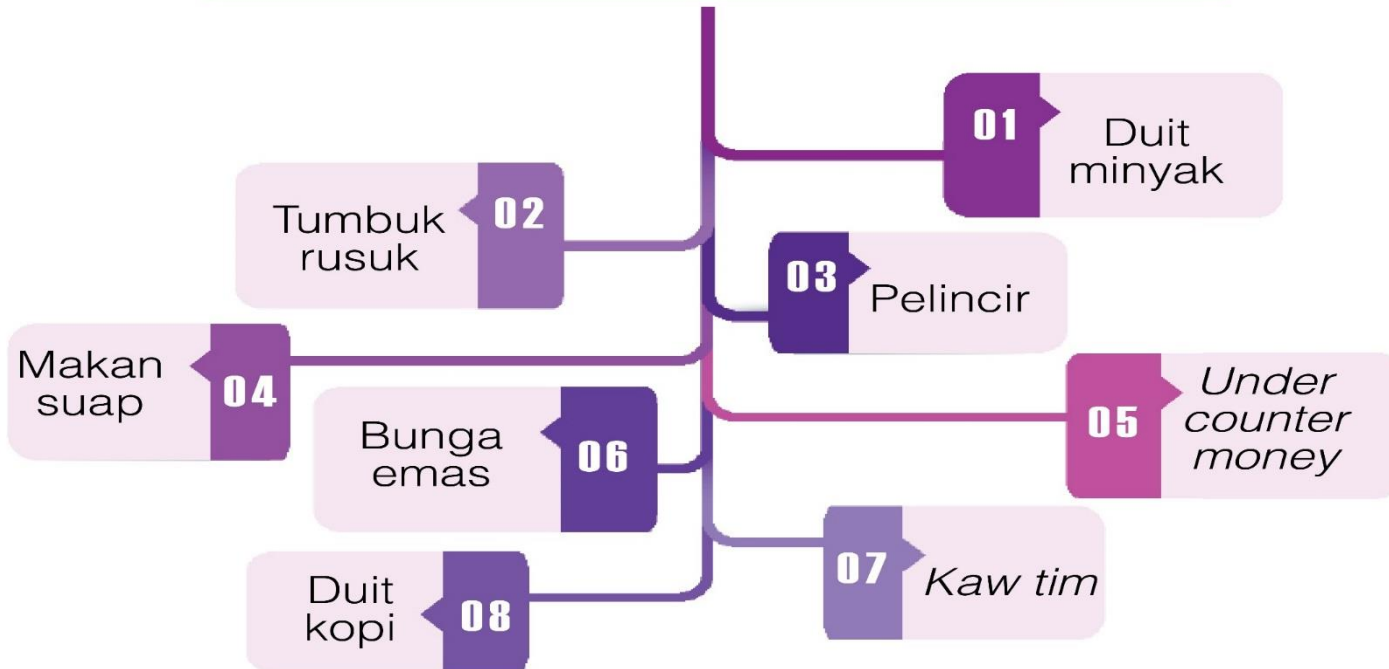 01
Duit
minyak
02
Tumbuk
rusuk
03
Pelincir
04
Makan
suap
05
Under
counter
money
06
Bunga
emas
07
Kaw tim
08
Duit
kopi